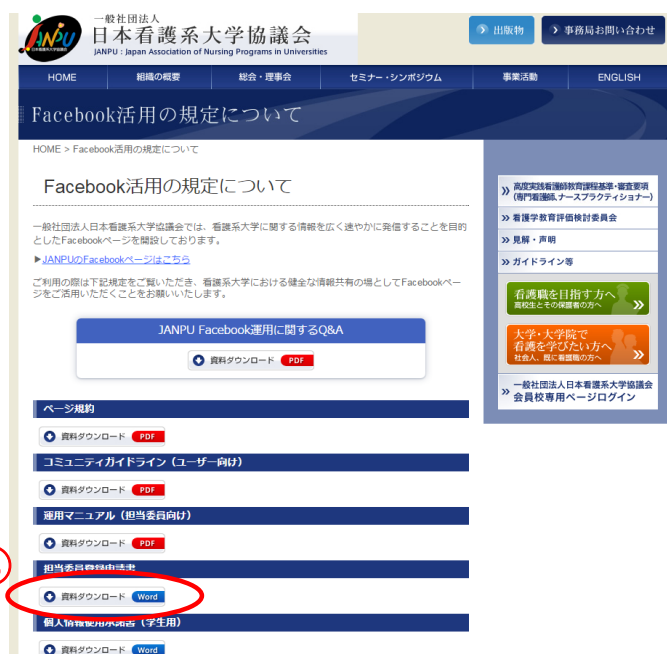 一般社団法人
日本看護系大学協議会
JANPU : Japan Association of Nursing Programs in Universities
JANPU
出版物
事務局お問い合わせ
HOME
組織の概要
総会・理事会
セミナー・シンポジウム
事業活動
ENGLISH
Facebook活用の規定について
HOME > Facebook活用の規定について
Facebook活用の規定について
一般社団法人日本看護系大学協議会では、看護系大学に関する情報を広く速やかに発信することを目的
としたFacebookページを開設しております。
▶JANPUのFacebookページはこちら
ご利用の際は下記規定をご覧いただき、看護系大学における健全な情報共有の場としてFacebookペー
ジをご活用いただくことをお願いいたします。
JANPU Facebook運用に関するQ&A
資料ダウンロード PDF
ページ規約
資料ダウンロード PDF
コミュニティガイドライン（ユーザー向け）
資料ダウンロード PDF
運用マニュアル（担当委員向け）
資料ダウンロード PDF
担当委員登録申請書
資料ダウンロード Word
個人情報使用承諾書（学生用）
資料ダウンロード Word
高度実践看護師教育課程基準・審査要項
(専門看護師、ナースプラクティショナー)
看護学教育評価検討委員会
見解・声明
ガイドライン等
看護職を目指す方へ
高校生とその保護者の方へ
大学・大学院で
看護を学びたい方へ
社会人、既に看護職の方へ
一般社団法人日本看護系大学協議会
会員校専用ページログイン